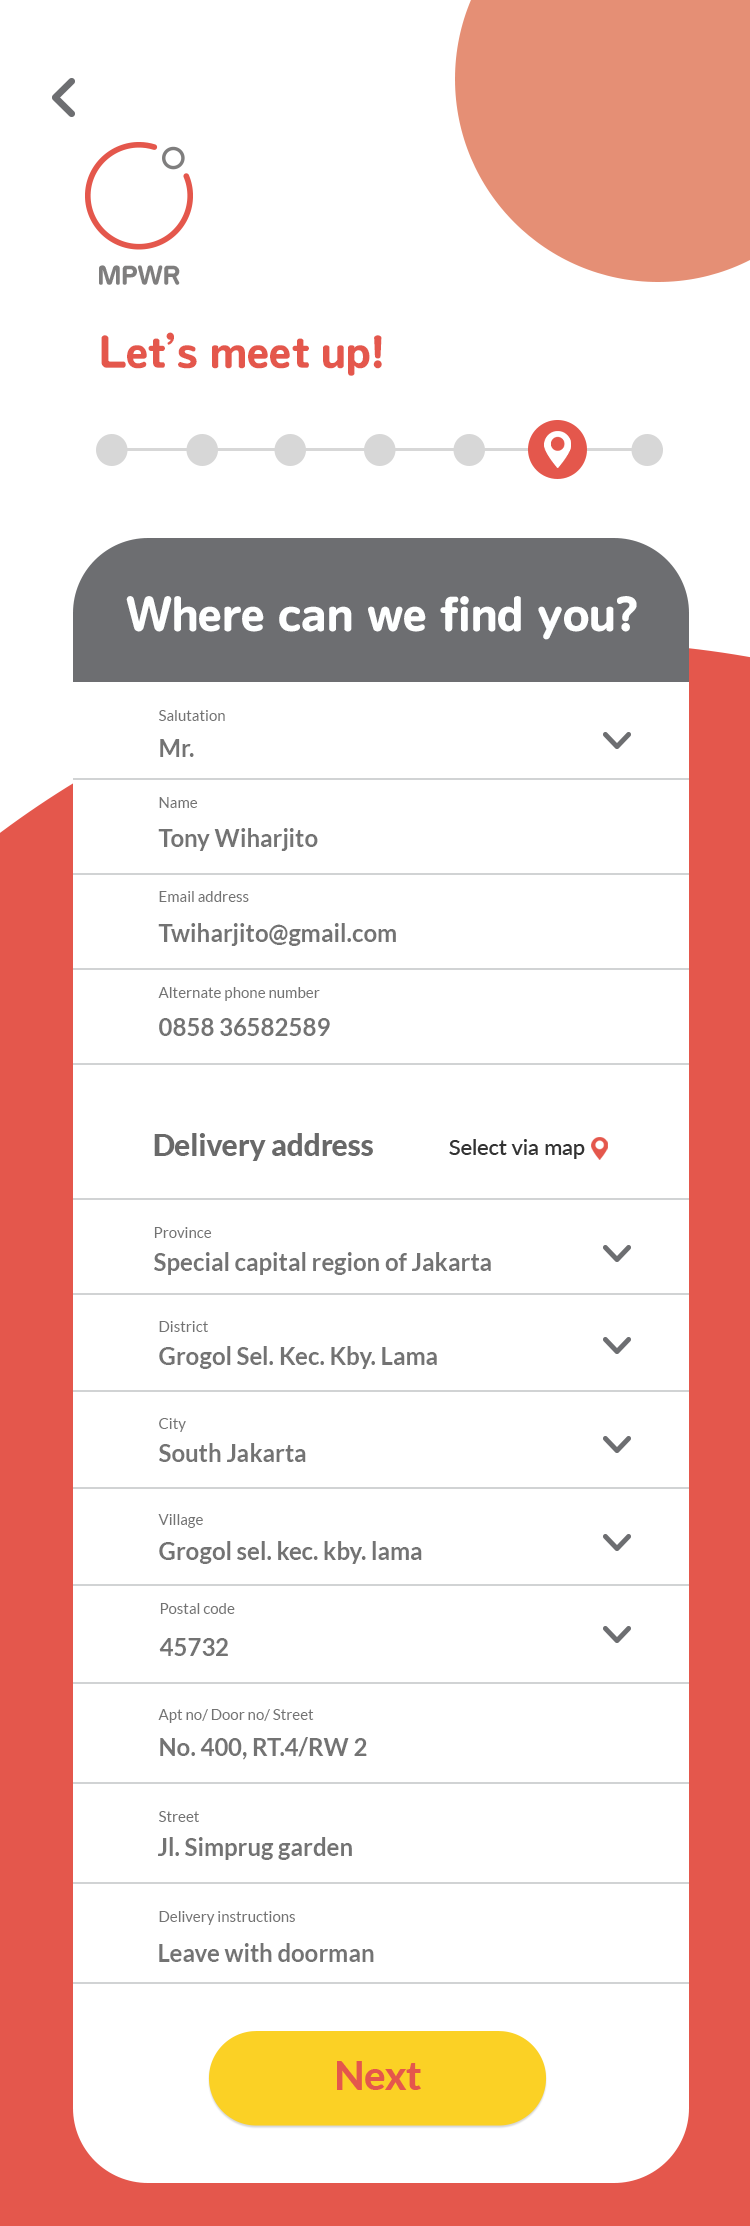 MPWR
Let's meet up!
Where can we find you?
Salutation
Mr.
Name
Tony Wiharjito
Email address
Twiharjito@gmail.com
Alternate phone number
0858 36582589
Delivery address
Select via map
Province
Special capital region of Jakarta
District
Grogol Sel. Kec. Kby. Lama
City
South Jakarta
Village
Grogol sel. kec. kby. lama
Postal code
45732
Apt no/ Door no/ Street
No. 400, RT.4/RW 2
Street
Jl. Simprug garden
Delivery instructions
Leave with doorman
Next